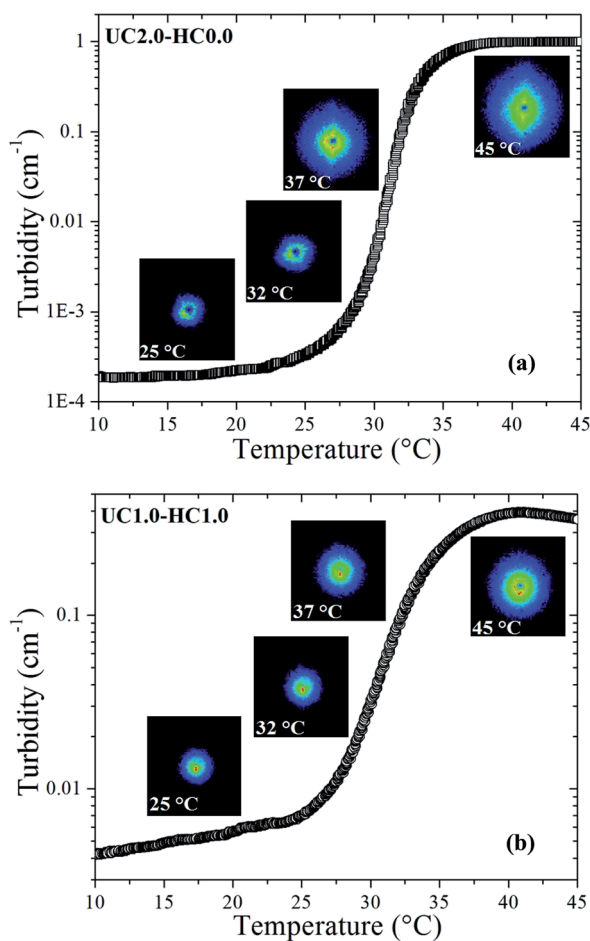 UC2.0-HC0.0
1
0.1
0.01
1E-3
1E-4
Turbidity (cm⁻¹)
45 °C
37 °C
32 °C
25 °C
(a)
10 15 20 25 30 35 40 45
Temperature (°C)
UC1.0-HC1.0
0.1
0.01
Turbidity (cm⁻¹)
37 °C
45 °C
32 °C
25 °C
(b)
10 15 20 25 30 35 40 45
Temperature (°C)